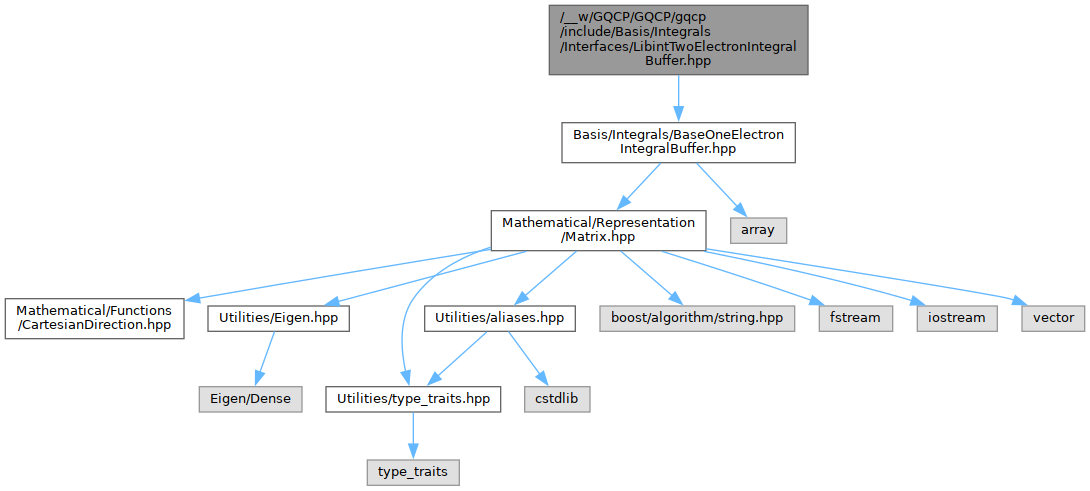 /__w/GQCP/GQCP/gqcp
/include/Basis/Integrals
/Interfaces/LibintTwoElectronIntegral
Buffer.hpp
Basis/Integrals/BaseOneElectron
IntegralBuffer.hpp
Mathematical/Representation
/Matrix.hpp
array
Mathematical/Functions
/CartesianDirection.hpp
Utilities/Eigen.hpp
Utilities/aliases.hpp
boost/algorithm/string.hpp
fstream
iostream
vector
Eigen/Dense
Utilities/type_traits.hpp
cstdlib
type_traits